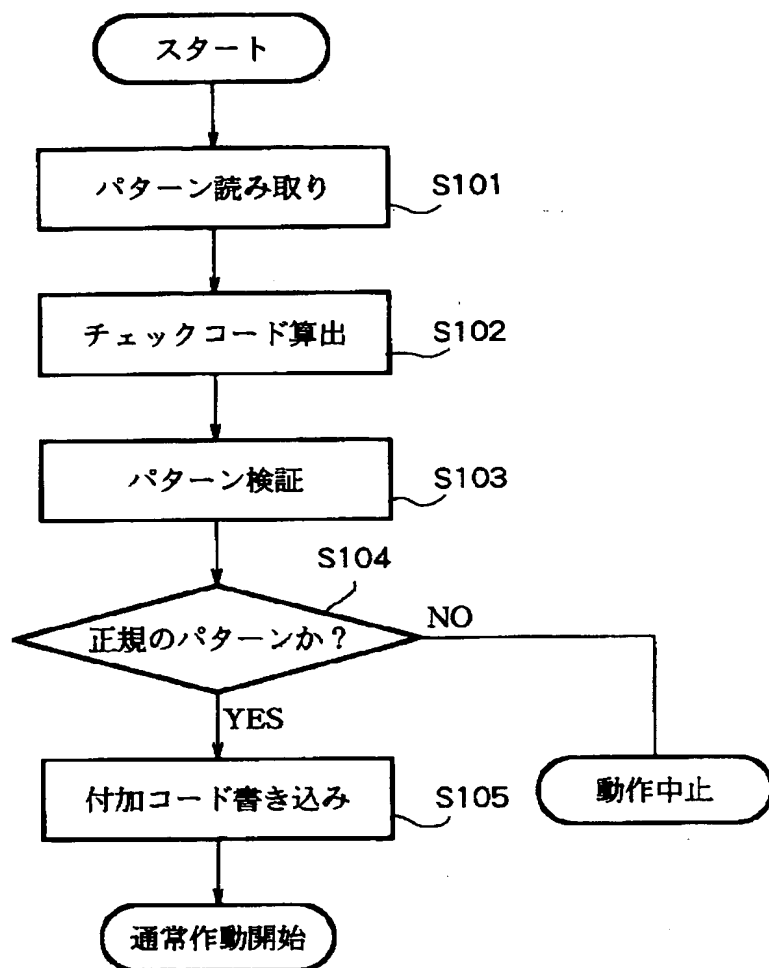 スタート
パターン読み取り
S101
チェックコード算出
S102
パターン検証
S103
S104
正規のパターンか?
NO
YES
付加コード書き込み
S105
動作中止
通常作動開始